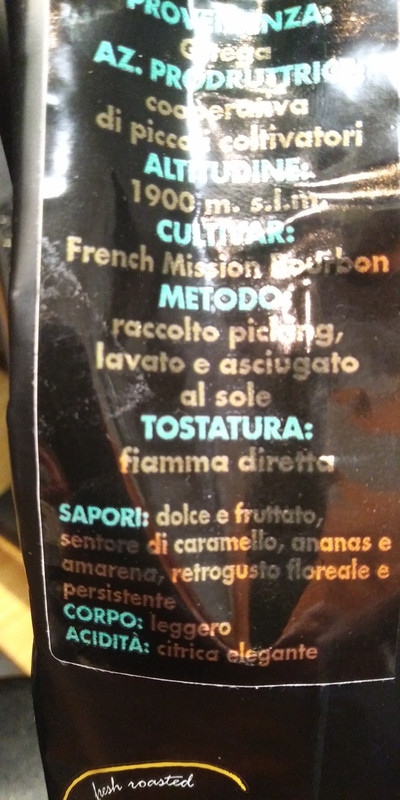 PROVENIENZA:
AZ. PRODRUTTRICE:
cooperativa
di piccoli coltivatori
ALTITUDINE:
1900 m. s.l.m.
CULTIVAR:
French Mission Bourbon
METODO:
raccolto picking,
lavato e asciugato
al sole
TOSTATURA:
fiamma diretta
SAPORI: dolce e fruttato,
sentore di caramello, ananas e
amarena, retrogusto floreale e
persistente
CORPO: leggero
ACIDITÀ: citrica elegante
fresh roasted